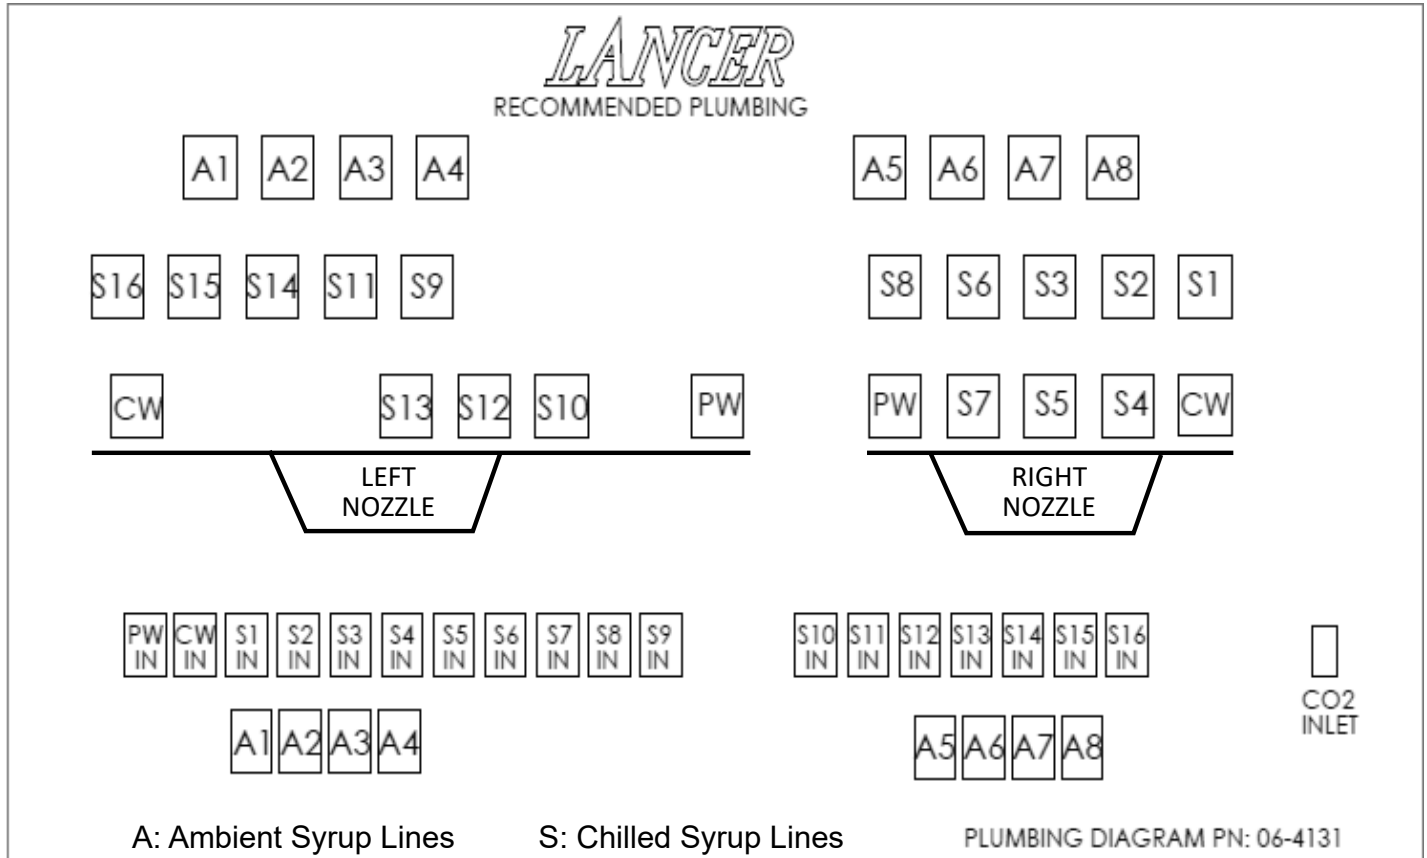 LANCER
RECOMMENDED PLUMBING
A1 A2 A3 A4 A5 A6 A7 A8
S16 S15 S14 S11 S9 S8 S6 S3 S2 S1
CW S13 S12 S10 PW PW S7 S5 S4 CW
LEFT
NOZZLE
RIGHT
NOZZLE
PW IN CW IN S1 IN S2 IN S3 IN S4 IN S5 IN S6 IN S7 IN S8 IN S9 IN S10 IN S11 IN S12 IN S13 IN S14 IN S15 IN S16 IN
CO2
INLET
A1 A2 A3 A4 A5 A6 A7 A8
A: Ambient Syrup Lines S: Chilled Syrup Lines PLUMBING DIAGRAM PN: 06-4131